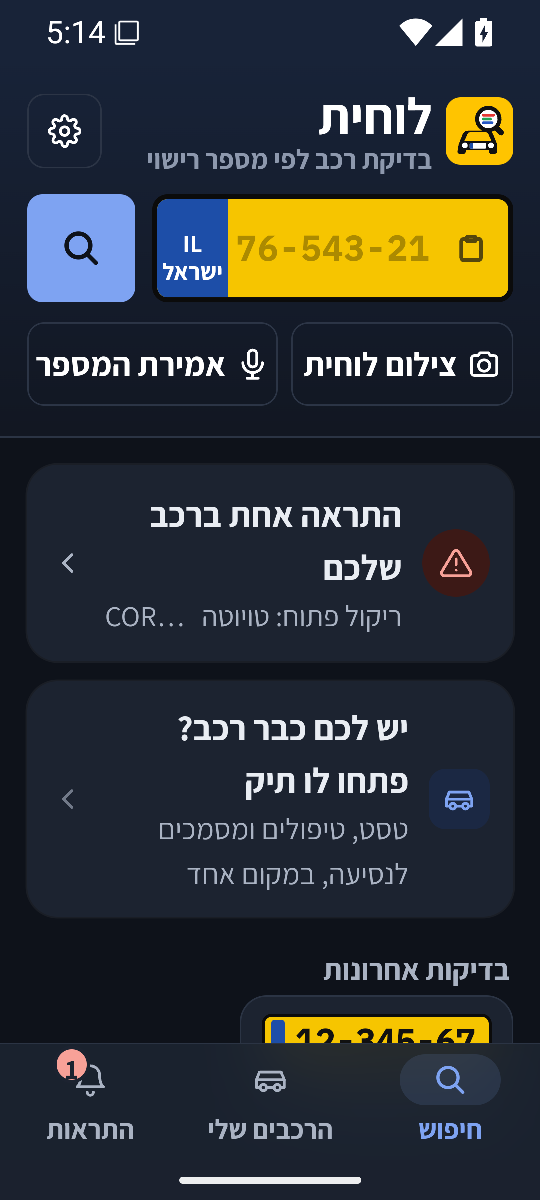 5:14
לוחית
בדיקת רכב לפי מספר רישוי
76-543-21
IL
ישראל
צילום לוחית
אמירת המספר
התראה אחת ברכב
שלכם
ריקול פתוח: טויוטה COR…
יש לכם כבר רכב?
פתחו לו תיק
טסט, טיפולים ומסמכים
לנסיעה, במקום אחד
בדיקות אחרונות
12-345-67
חיפוש
הרכבים שלי
1
התראות